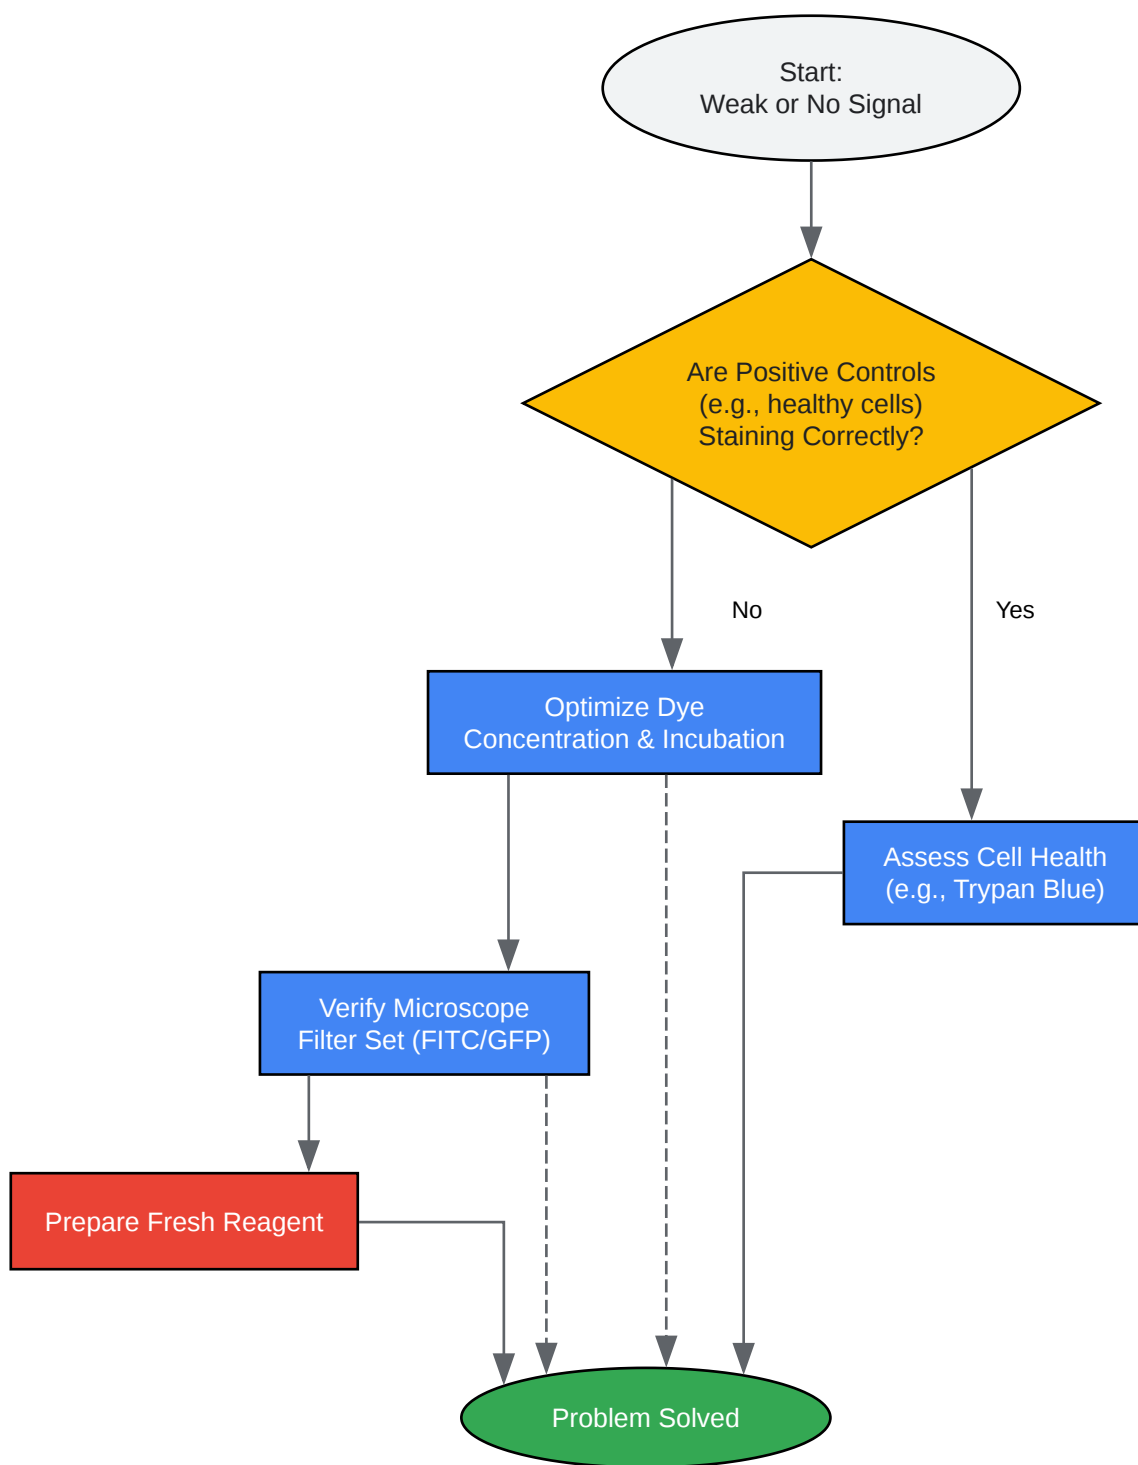 Start:
Weak or No Signal
Are Positive Controls
(e.g., healthy cells)
Staining Correctly?
No
Yes
Optimize Dye
Concentration & Incubation
Assess Cell Health
(e.g., Trypan Blue)
Verify Microscope
Filter Set (FITC/GFP)
Prepare Fresh Reagent
Problem Solved